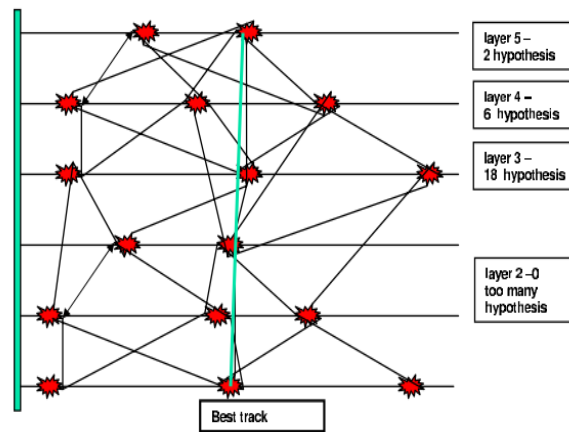 layer 5 –
2 hypothesis
layer 4 –
6 hypothesis
layer 3 –
18 hypothesis
layer 2 –0
too many
hypothesis
Best track